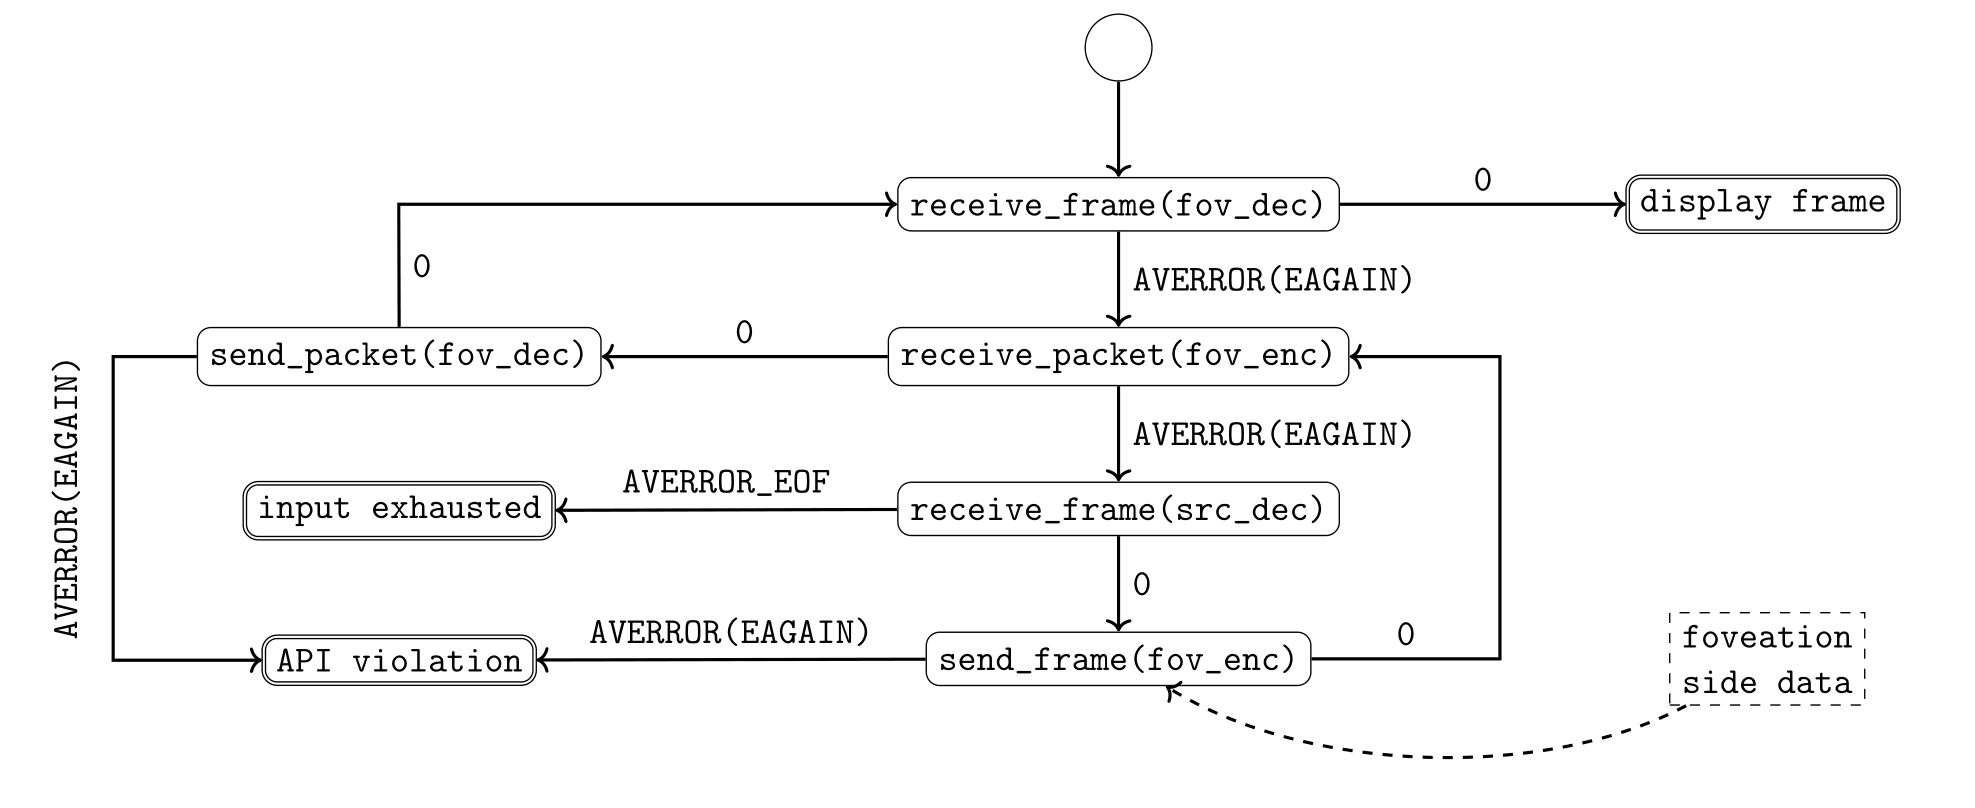 0
receive_frame(fov_dec)
display frame
0
AVERROR(EAGAIN)
send_packet(fov_dec)
0
receive_packet(fov_enc)
AVERROR(EAGAIN)
AVERROR(EAGAIN)
input exhausted
AVERROR_EOF
receive_frame(src_dec)
0
API violation
AVERROR(EAGAIN)
send_frame(fov_enc)
0
foveation
side data